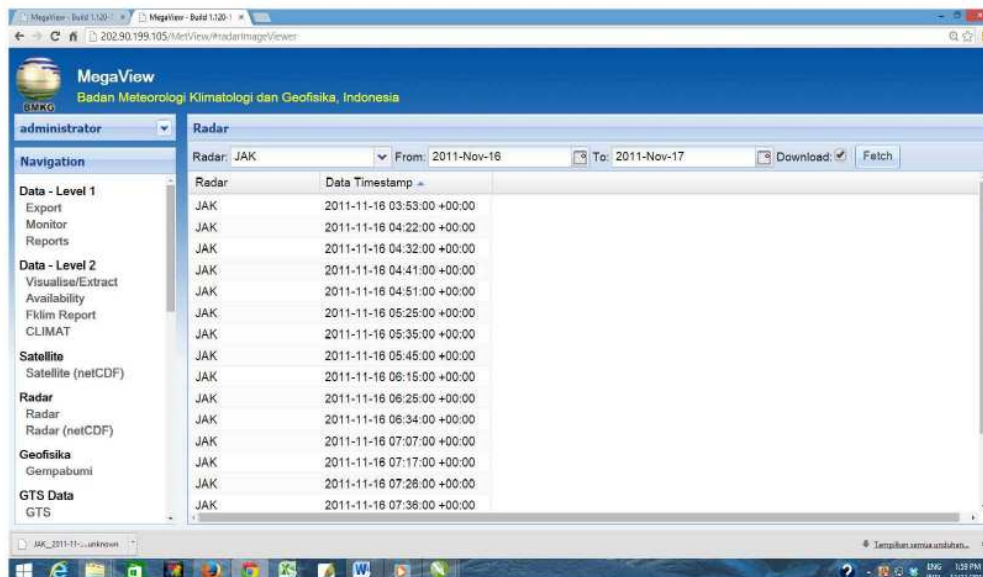 MegaView - Build 1.120-1
MegaView - Build 1.120-1
202.90.199.105/MetView/#radarImageViewer
BMKG
MegaView
Badan Meteorologi Klimatologi dan Geofisika, Indonesia
administrator
Navigation
Data - Level 1
Export
Monitor
Reports
Data - Level 2
Visualise/Extract
Availability
Fklim Report
CLIMAT
Satellite
Satellite (netCDF)
Radar
Radar
Radar (netCDF)
Geofisika
Gempabumi
GTS Data
GTS
Radar
Radar: JAK From: 2011-Nov-16 To: 2011-Nov-17 Download: Fetch
Radar Data Timestamp
JAK 2011-11-16 03:53:00 +00:00
JAK 2011-11-16 04:22:00 +00:00
JAK 2011-11-16 04:32:00 +00:00
JAK 2011-11-16 04:41:00 +00:00
JAK 2011-11-16 04:51:00 +00:00
JAK 2011-11-16 05:25:00 +00:00
JAK 2011-11-16 05:35:00 +00:00
JAK 2011-11-16 05:45:00 +00:00
JAK 2011-11-16 06:15:00 +00:00
JAK 2011-11-16 06:25:00 +00:00
JAK 2011-11-16 06:34:00 +00:00
JAK 2011-11-16 07:07:00 +00:00
JAK 2011-11-16 07:17:00 +00:00
JAK 2011-11-16 07:26:00 +00:00
JAK 2011-11-16 07:36:00 +00:00
Tampilkan semua unduhan...
ENG 1:59 PM